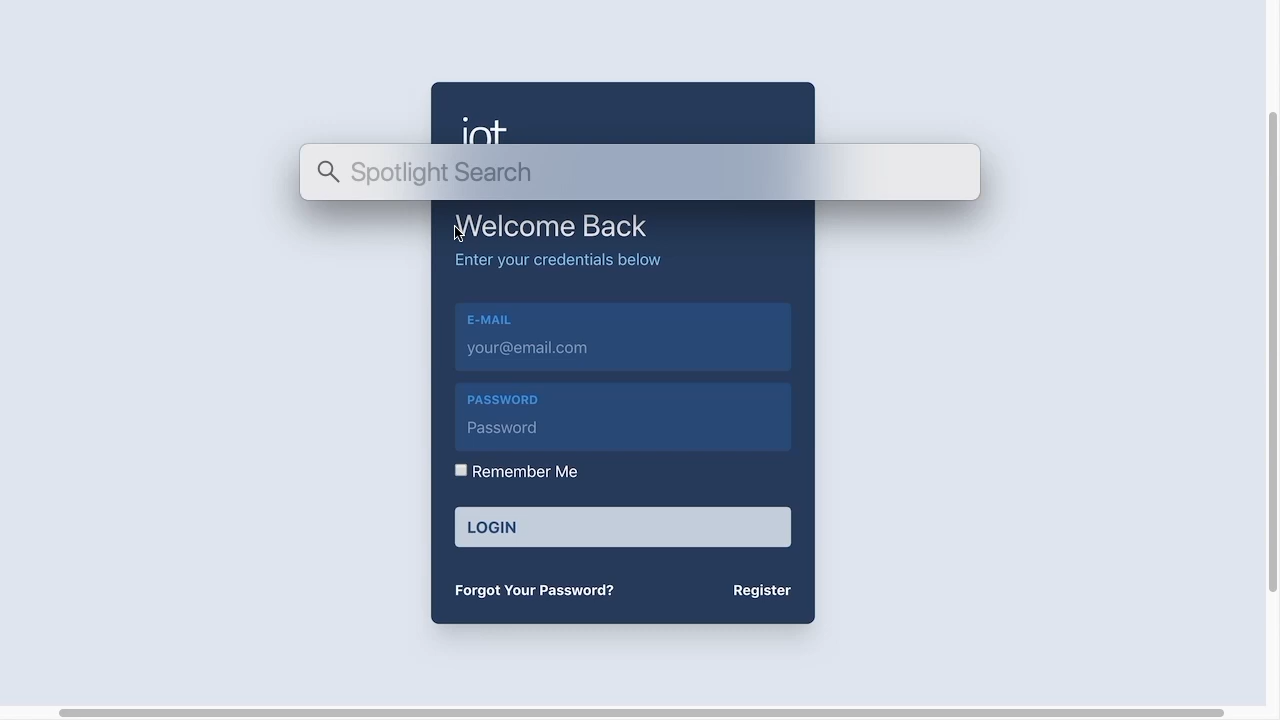 jot
Spotlight Search
Welcome Back
Enter your credentials below
E-MAIL
your@email.com
PASSWORD
Password
Remember Me
LOGIN
Forgot Your Password? Register